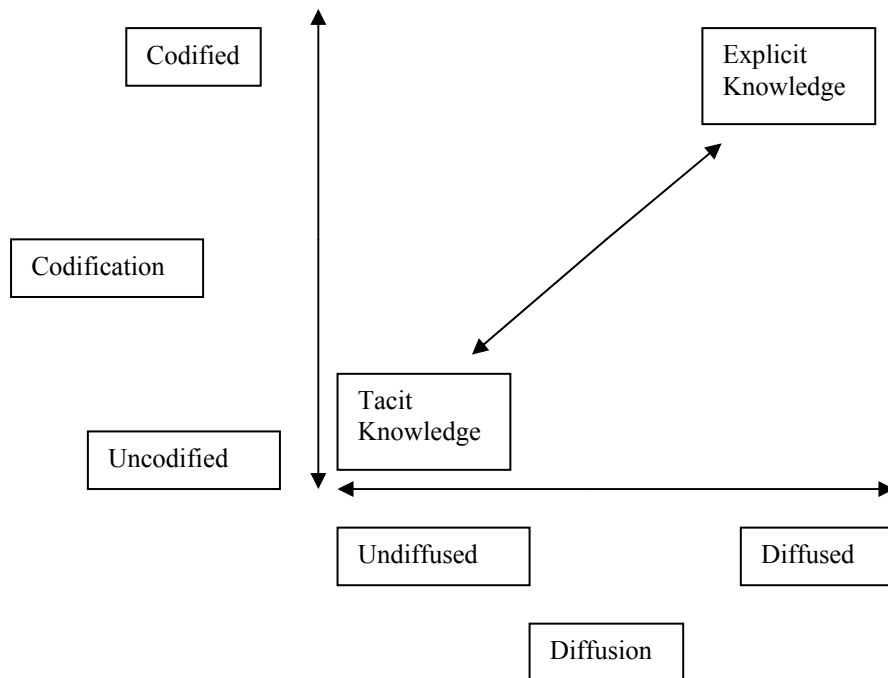 Codified
Explicit
Knowledge
Codification
Tacit
Knowledge
Uncodified
Undiffused
Diffused
Diffusion